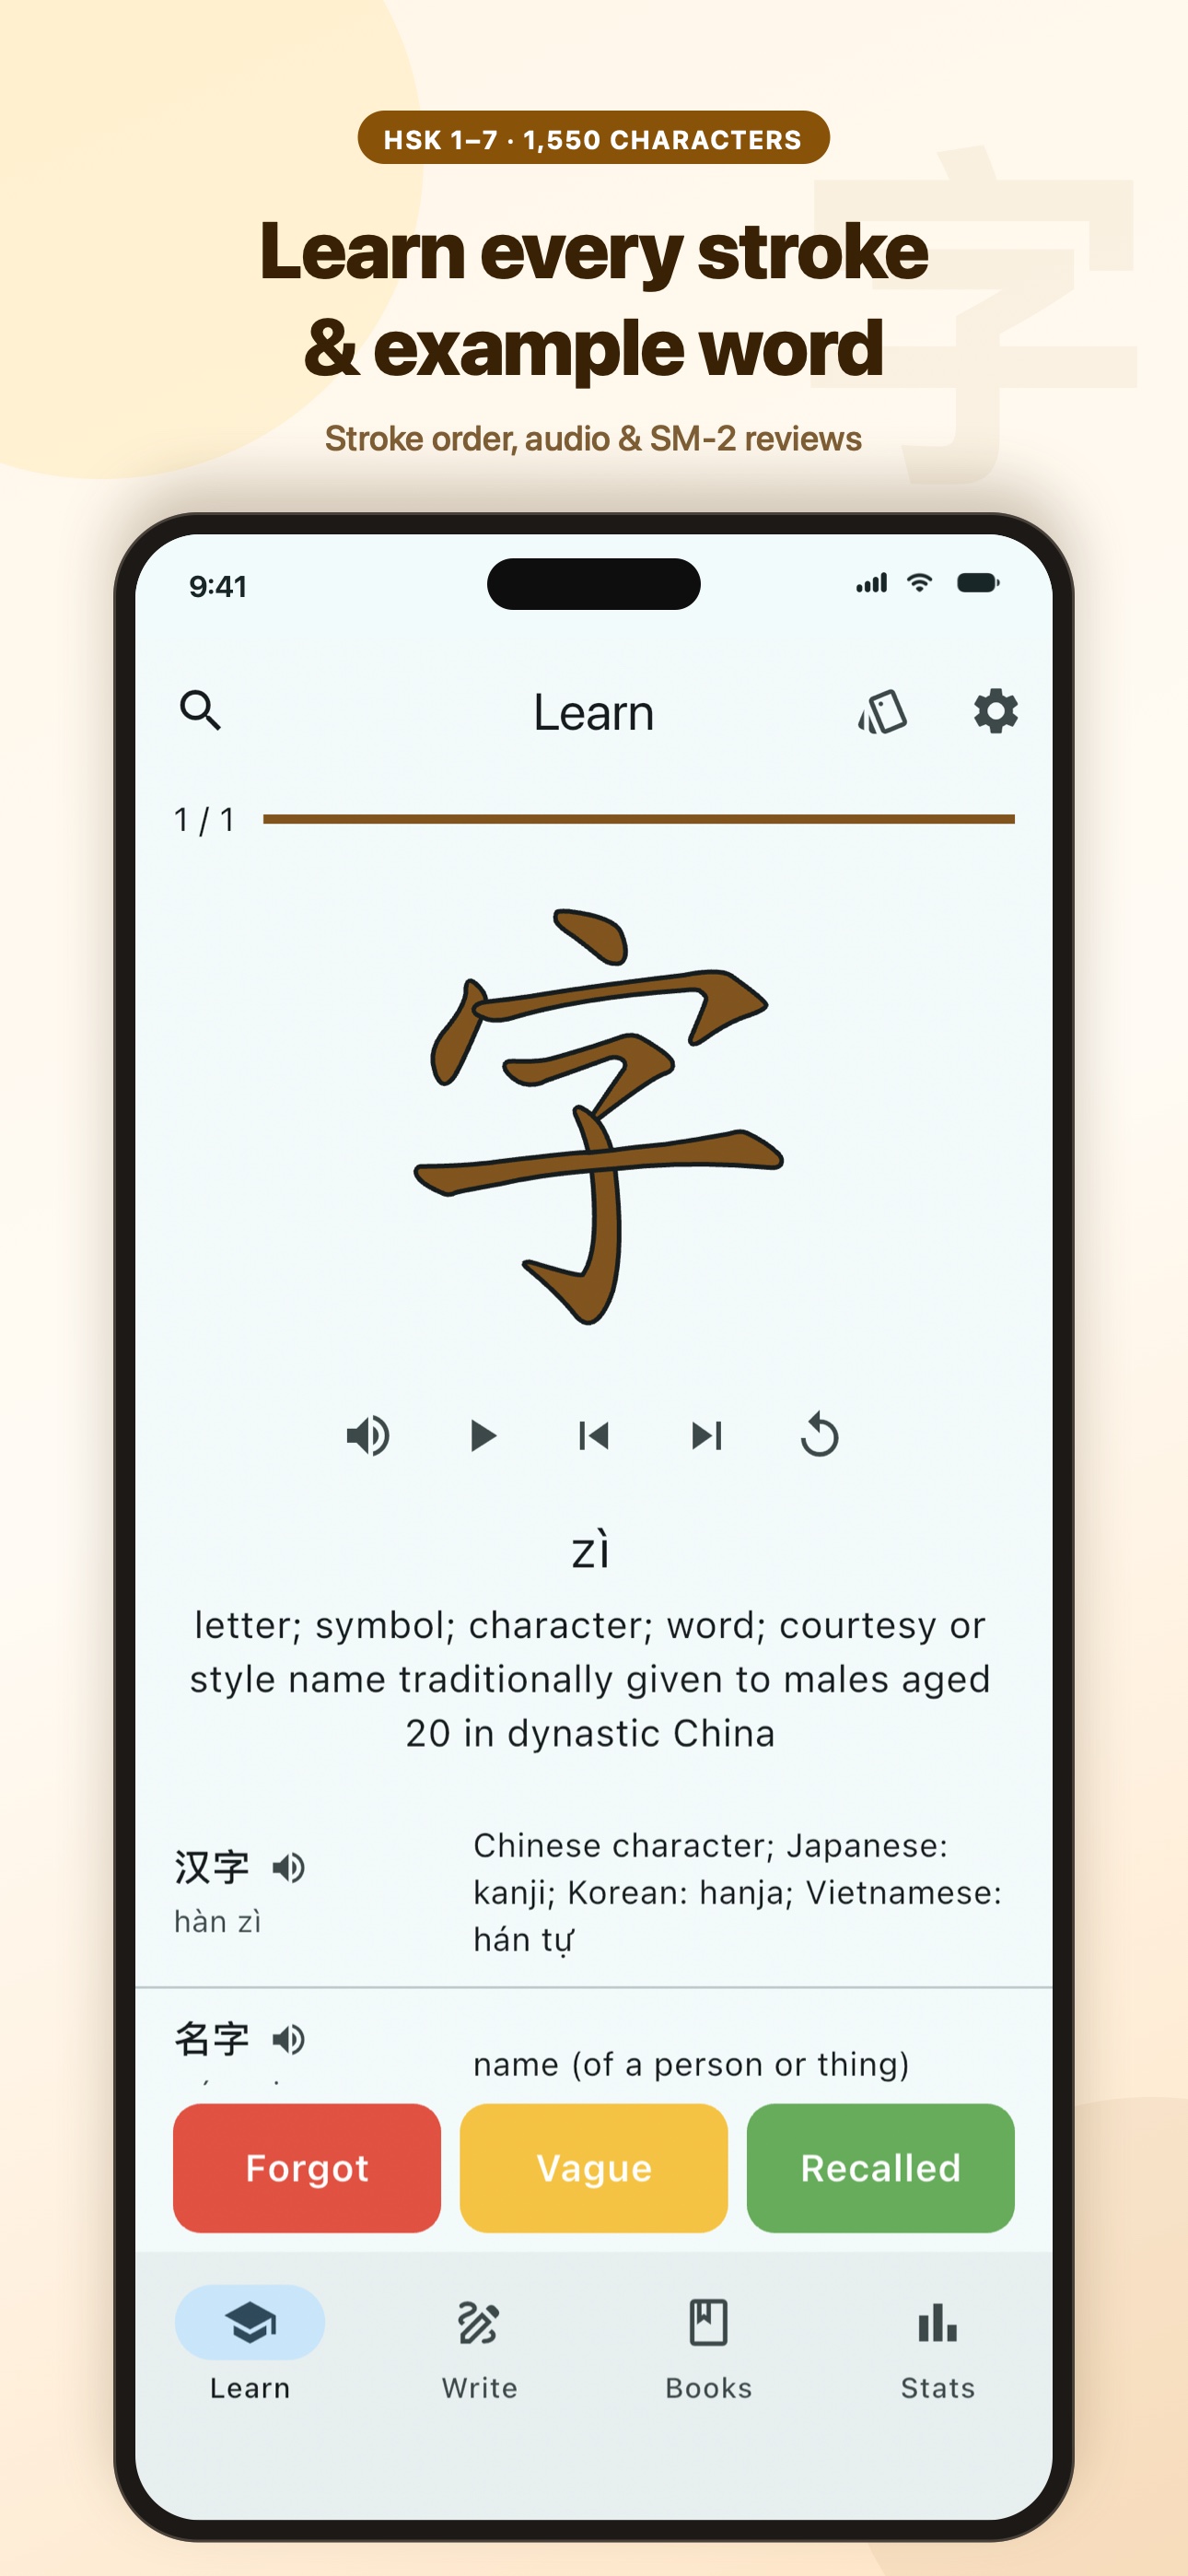 HSK 1–7 · 1,550 CHARACTERS
字
Learn every stroke
& example word
Stroke order, audio & SM-2 reviews
9:41
Learn
1 / 1
字
zì
letter; symbol; character; word; courtesy or
style name traditionally given to males aged
20 in dynastic China
汉字
hàn zì
Chinese character; Japanese:
kanji; Korean: hanja; Vietnamese:
hán tự
名字
name (of a person or thing)
Forgot
Vague
Recalled
Learn
Write
Books
Stats